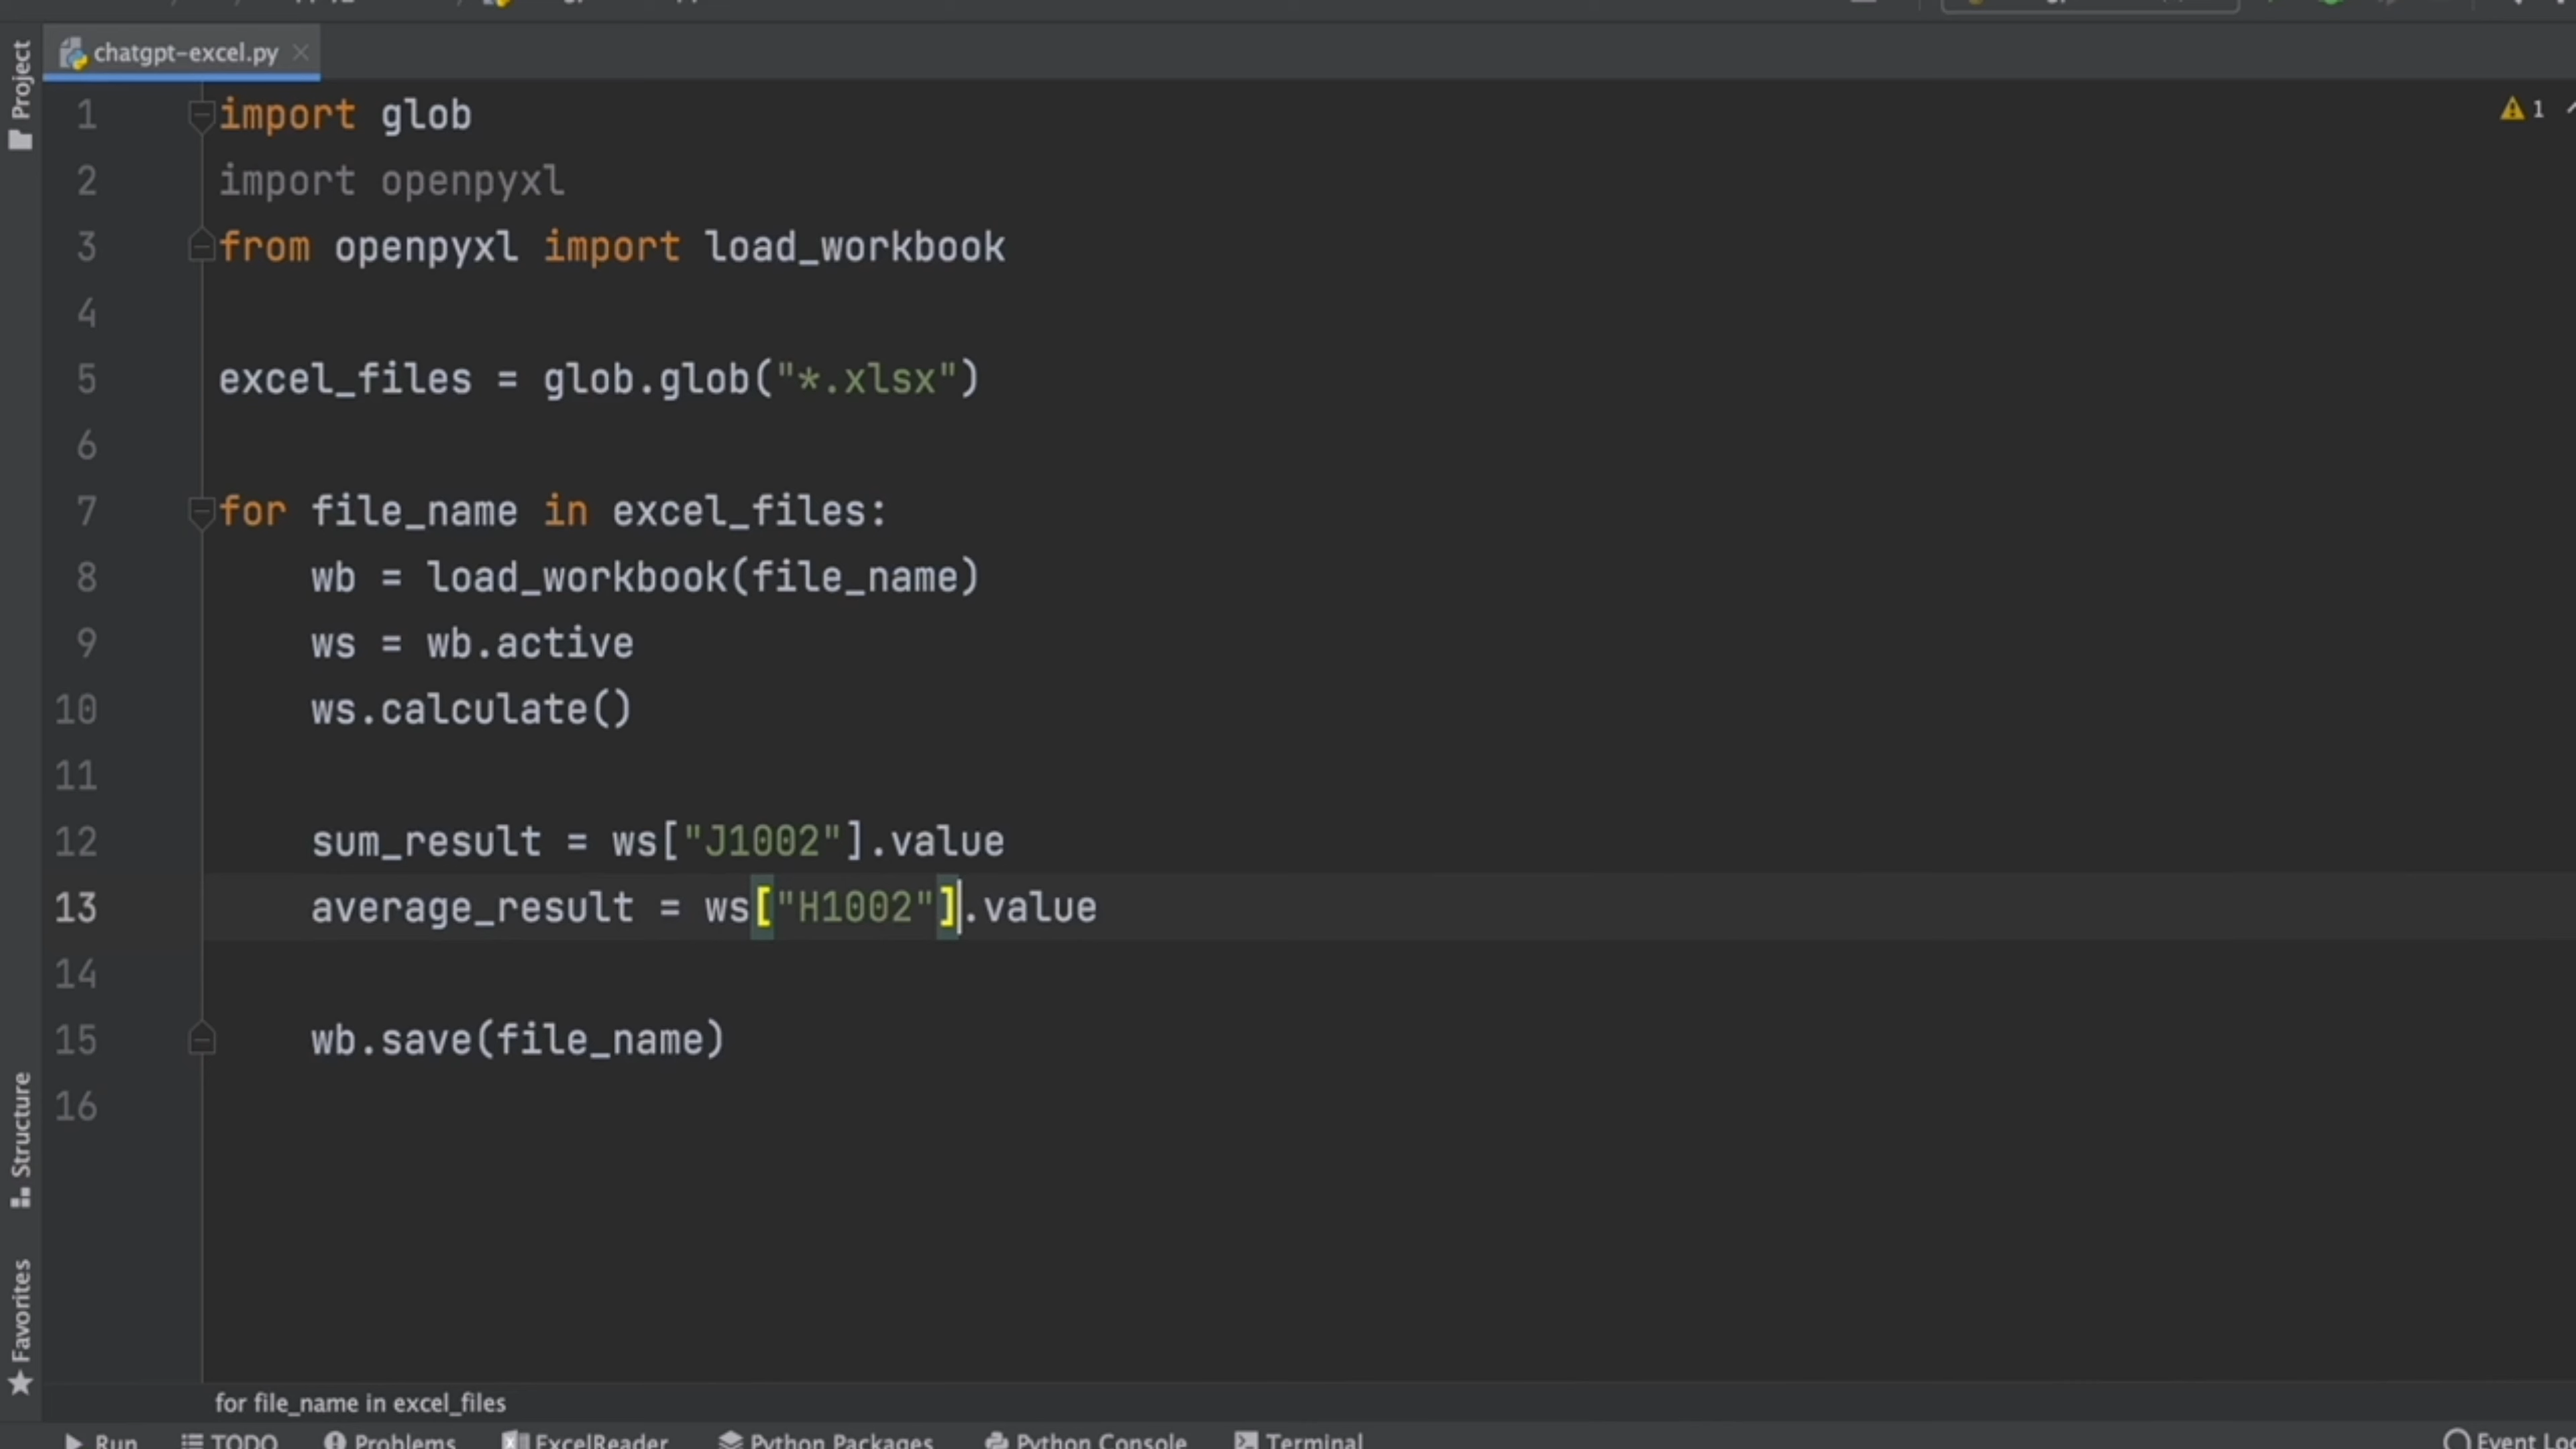 chatgpt-excel.py
Project
1
1 import glob
2 import openpyxl
3 from openpyxl import load_workbook
4
5 excel_files = glob.glob("*.xlsx")
6
7 for file_name in excel_files:
8 wb = load_workbook(file_name)
9 ws = wb.active
10 ws.calculate()
11
12 sum_result = ws["J1002"].value
13 average_result = ws["H1002"].value
14
15 wb.save(file_name)
16
Structure
Favorites
for file_name in excel_files
Run TODO Problems ExcelReader Python Packages Python Console Terminal Event Log